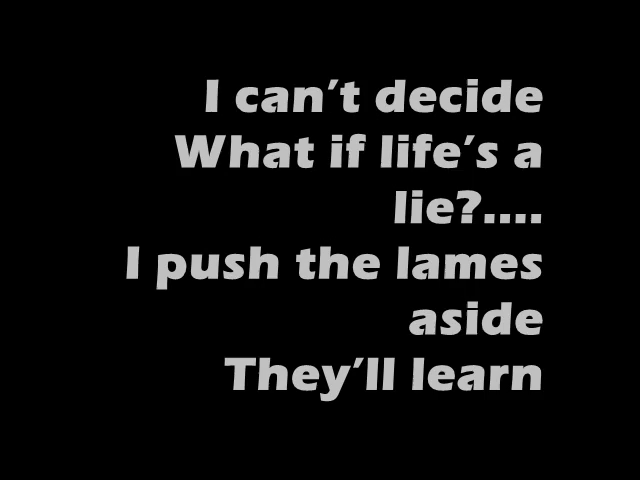 I can't decide
What if life's a
lie?....
I push the lames
aside
They'll learn